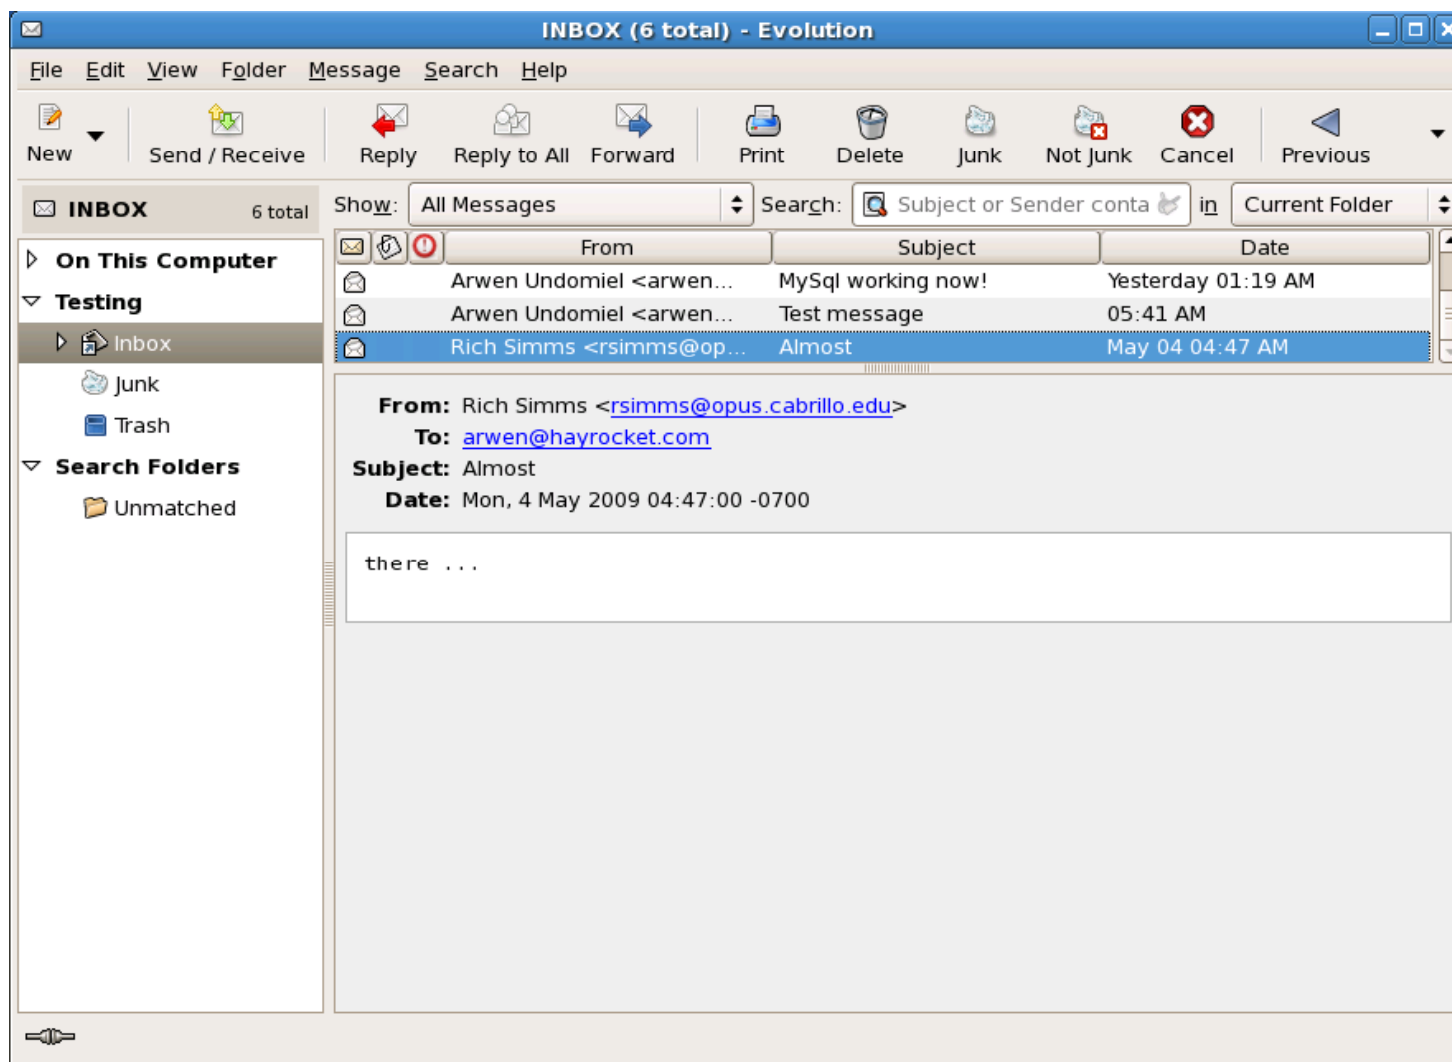 INBOX (6 total) - Evolution
File Edit View Folder Message Search Help
New Send / Receive Reply Reply to All Forward Print Delete Junk Not Junk Cancel Previous
INBOX 6 total
Show: All Messages Search: Subject or Sender conta in Current Folder
On This Computer
Testing
Inbox
Junk
Trash
Search Folders
Unmatched
From Subject Date
Arwen Undomiel <arwen... MySql working now! Yesterday 01:19 AM
Arwen Undomiel <arwen... Test message 05:41 AM
Rich Simms <rsimms@op... Almost May 04 04:47 AM
From: Rich Simms <rsimms@opus.cabrillo.edu>
To: arwen@hayrocket.com
Subject: Almost
Date: Mon, 4 May 2009 04:47:00 -0700
there ...